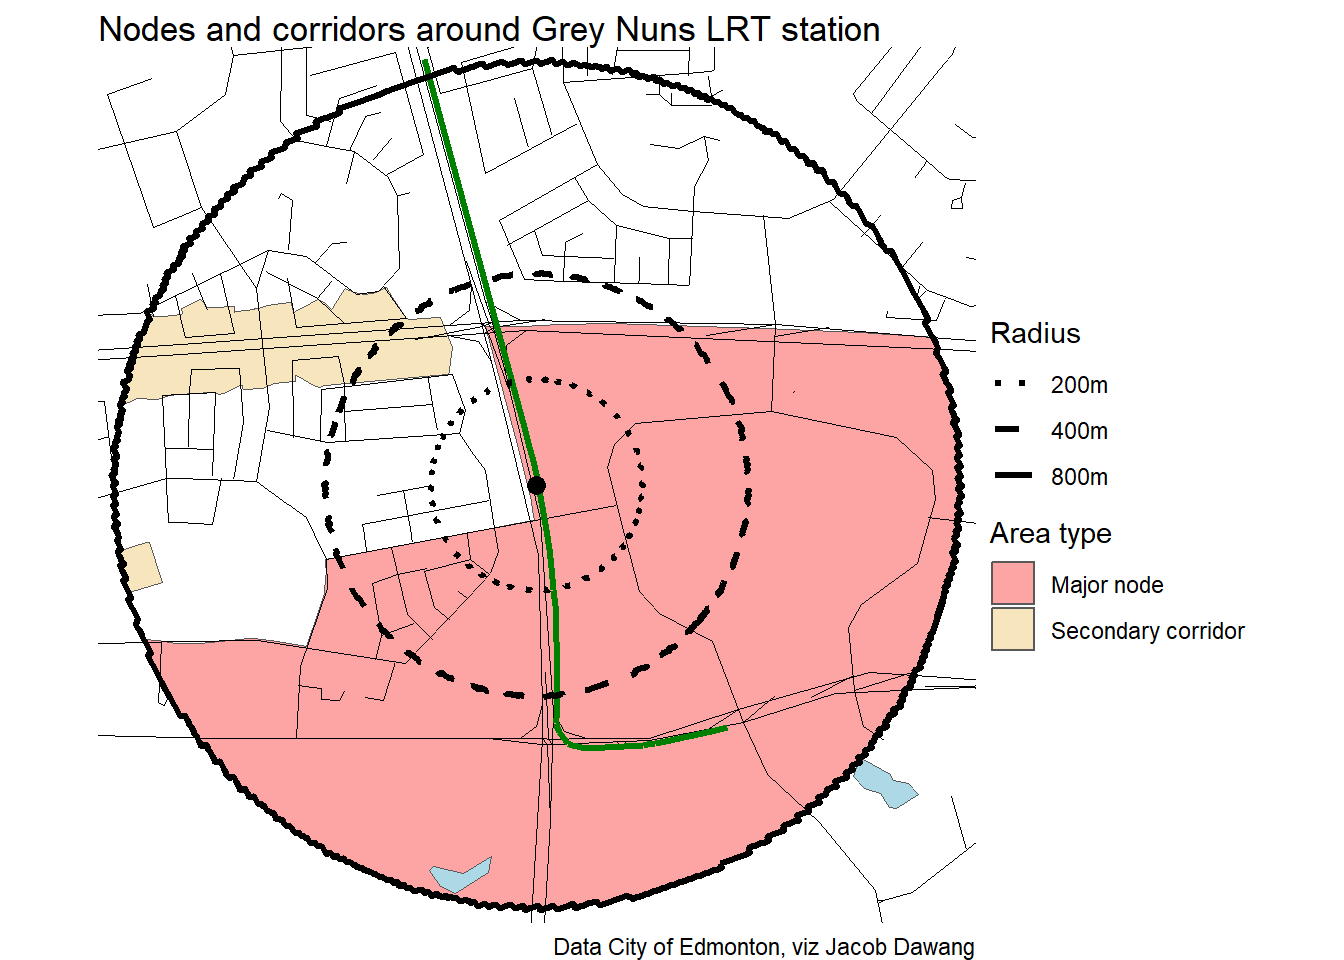 Nodes and corridors around Grey Nuns LRT station
Radius
200m
400m
800m
Area type
Major node
Secondary corridor
Data City of Edmonton, viz Jacob Dawang